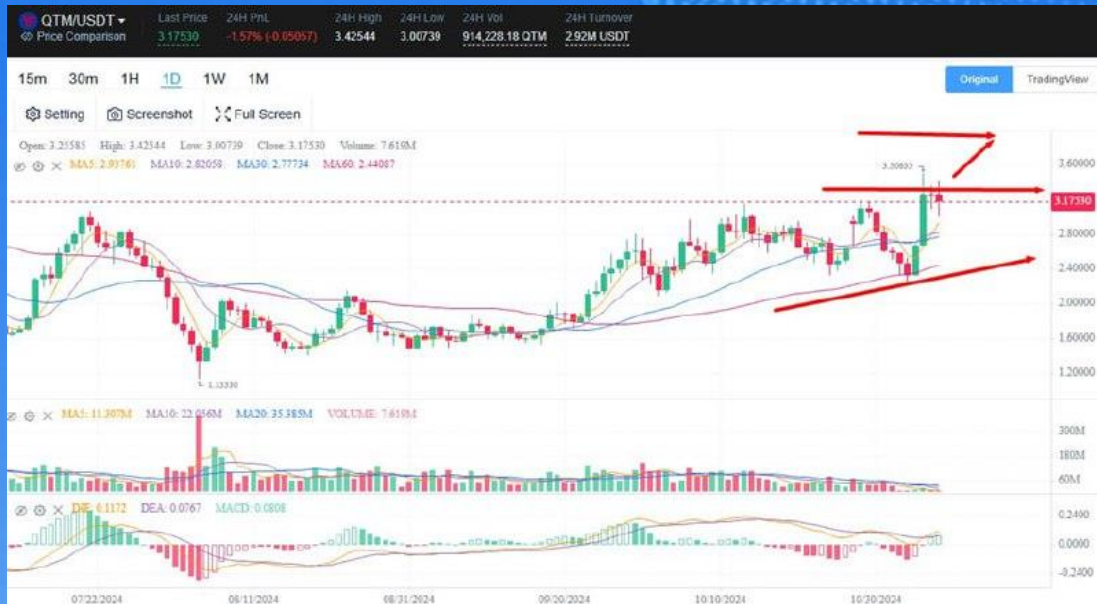 QTM/USDT
Price Comparison
Last Price
3.17530
24H PnL
-1.57% (-0.05057)
24H High
3.42544
24H Low
3.00739
24H Vol
914,228.18 QTM
24H Turnover
2.92M USDT
15m 30m 1H 1D 1W 1M
Original TradingView
Setting Screenshot Full Screen
Open: 3.25585 High: 3.42544 Low: 3.00739 Close: 3.17530 Volume: 7.619M
MA5: 2.93761 MA10: 2.82058 MA30: 2.77734 MA60: 2.44087
3.60000
3.17530
2.80000
2.40000
2.00000
1.60000
1.20000
MA5: 11.307M MA10: 22.056M MA20: 35.385M VOLUME: 7.619M
300M
180M
60M
DIF: 0.1172 DEA: 0.0767 MACD: 0.0808
0.2400
0.0000
-0.2400
07/22/2024 08/11/2024 08/31/2024 09/20/2024 10/10/2024 10/30/2024